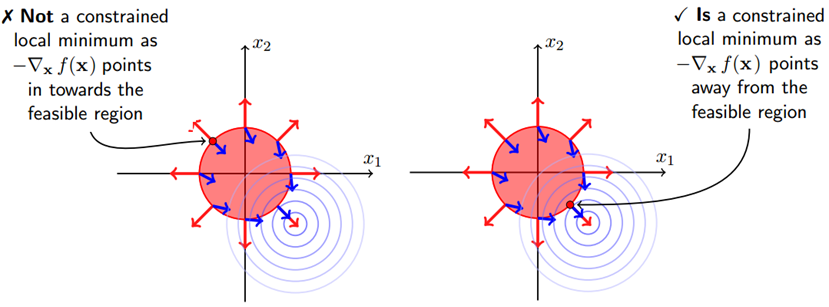 ✗ Not a constrained
local minimum as
−∇ₓ f(x) points
in towards the
feasible region
x₂
x₁
x₂
x₁
✓ Is a constrained
local minimum as
−∇ₓ f(x) points
away from the
feasible region